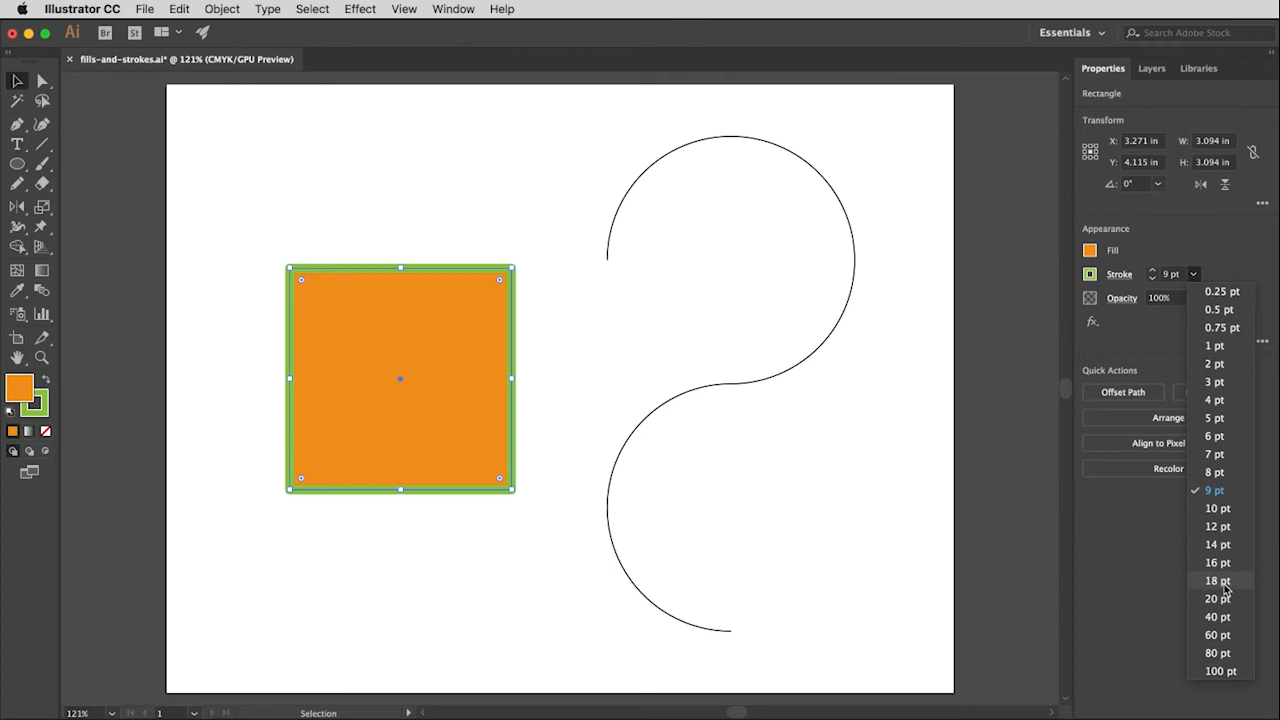 Illustrator CC File Edit Object Type Select Effect View Window Help
Ai Br St Essentials Search Adobe Stock
× fills-and-strokes.ai* @ 121% (CMYK/GPU Preview)
Properties Layers Libraries
Rectangle
Transform
X: 3.271 in W: 3.094 in
Y: 4.115 in H: 3.094 in
0°
Appearance
Fill
Stroke 9 pt
Opacity 100%
fx.
Quick Actions
Offset Path
Arrange
Align to Pixel
Recolor
0.25 pt
0.5 pt
0.75 pt
1 pt
2 pt
3 pt
4 pt
5 pt
6 pt
7 pt
8 pt
9 pt
10 pt
12 pt
14 pt
16 pt
18 pt
20 pt
40 pt
60 pt
80 pt
100 pt
121% 1 Selection